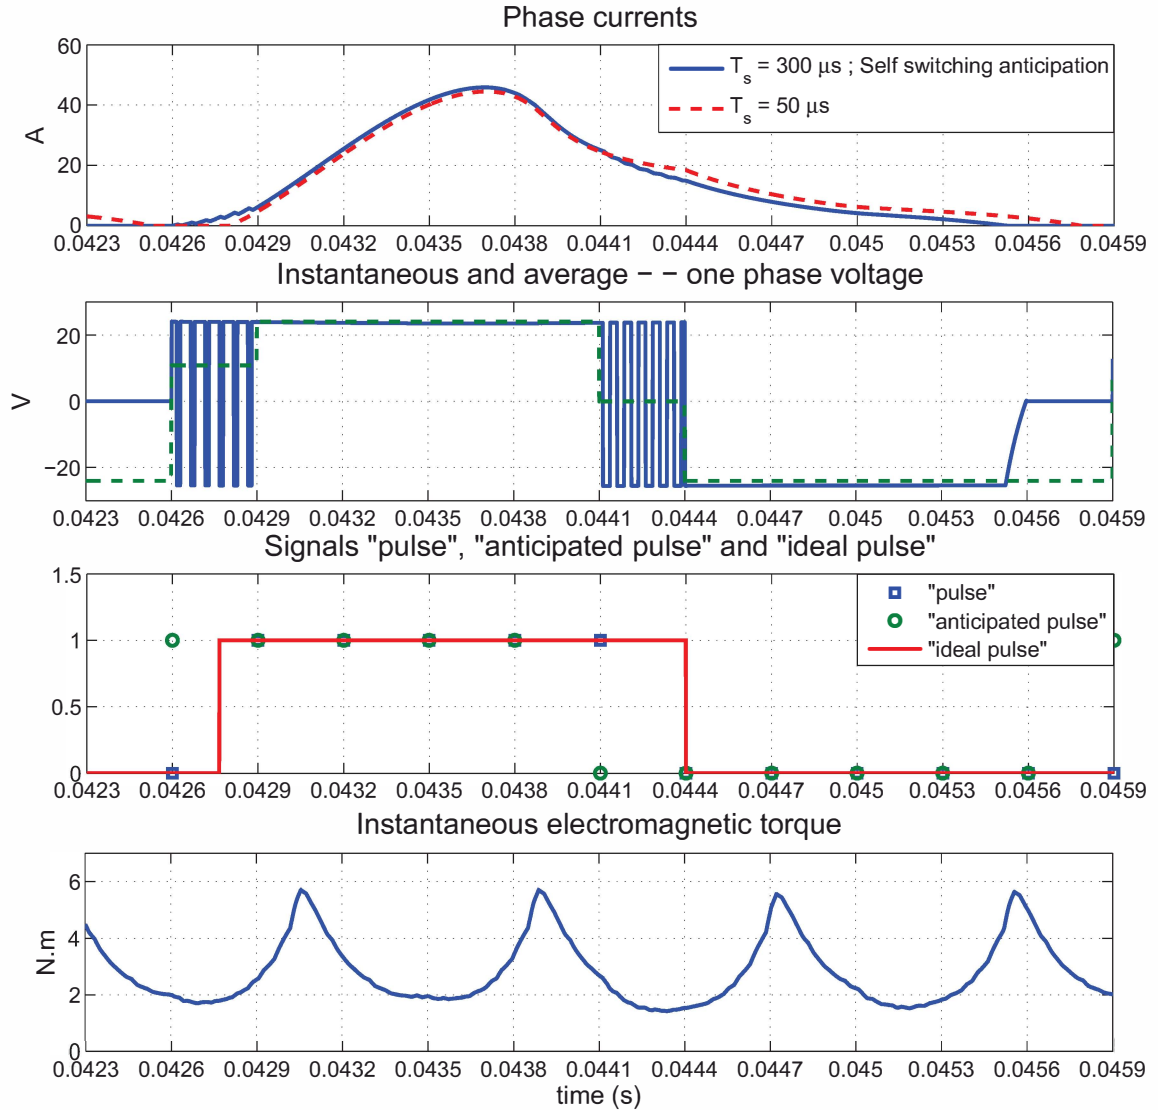 Phase currents
60
40
20
0
A
T_s = 300 µs ; Self switching anticipation
T_s = 50 µs
0.0423 0.0426 0.0429 0.0432 0.0435 0.0438 0.0441 0.0444 0.0447 0.045 0.0453 0.0456 0.0459
Instantaneous and average − − one phase voltage
20
0
−20
V
0.0423 0.0426 0.0429 0.0432 0.0435 0.0438 0.0441 0.0444 0.0447 0.045 0.0453 0.0456 0.0459
Signals "pulse", "anticipated pulse" and "ideal pulse"
1.5
1
0.5
0
"pulse"
"anticipated pulse"
"ideal pulse"
0.0423 0.0426 0.0429 0.0432 0.0435 0.0438 0.0441 0.0444 0.0447 0.045 0.0453 0.0456 0.0459
Instantaneous electromagnetic torque
6
4
2
0
N.m
0.0423 0.0426 0.0429 0.0432 0.0435 0.0438 0.0441 0.0444 0.0447 0.045 0.0453 0.0456 0.0459
time (s)